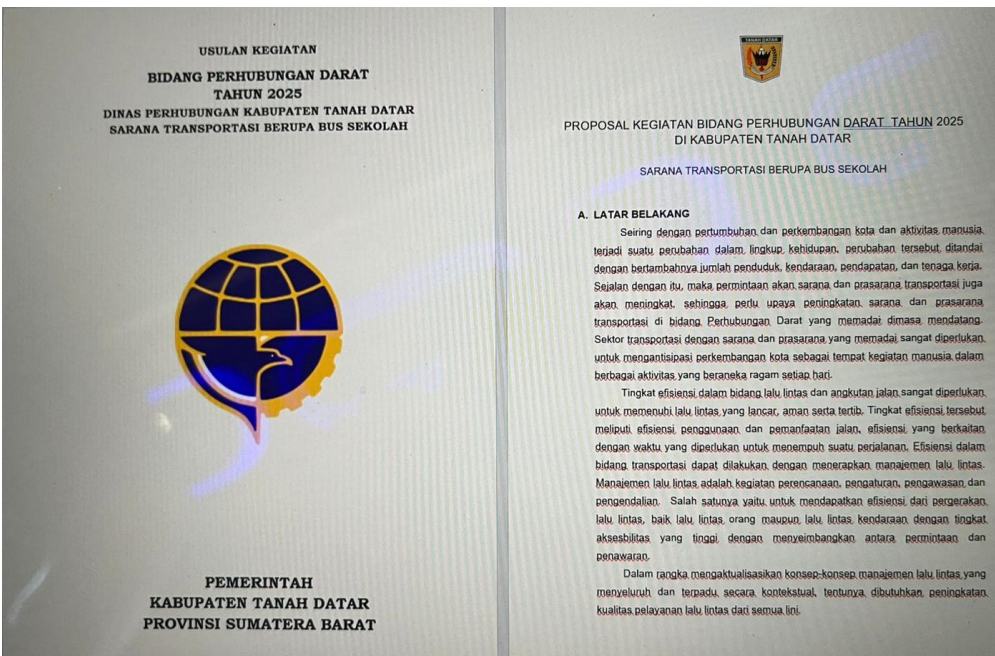 USULAN KEGIATAN
BIDANG PERHUBUNGAN DARAT
TAHUN 2025
DINAS PERHUBUNGAN KABUPATEN TANAH DATAR
SARANA TRANSPORTASI BERUPA BUS SEKOLAH
PEMERINTAH
KABUPATEN TANAH DATAR
PROVINSI SUMATERA BARAT
TANAH DATAR
PROPOSAL KEGIATAN BIDANG PERHUBUNGAN DARAT TAHUN 2025
DI KABUPATEN TANAH DATAR
SARANA TRANSPORTASI BERUPA BUS SEKOLAH
A. LATAR BELAKANG
Seiring dengan pertumbuhan dan perkembangan kota dan aktivitas manusia,
terjadi suatu perubahan dalam lingkup kehidupan, perubahan tersebut ditandai
dengan bertambahnya jumlah penduduk, kendaraan, pendapatan, dan tenaga kerja.
Sejalan dengan itu, maka permintaan akan sarana dan prasarana transportasi juga
akan meningkat, sehingga perlu upaya peningkatan sarana dan prasarana
transportasi di bidang Perhubungan Darat yang memadai dimasa mendatang.
Sektor transportasi dengan sarana dan prasarana yang memadai sangat diperlukan
untuk mengantisipasi perkembangan kota sebagai tempat kegiatan manusia dalam
berbagai aktivitas yang beraneka ragam setiap hari.
Tingkat efisiensi dalam bidang lalu lintas dan angkutan jalan sangat diperlukan
untuk memenuhi lalu lintas yang lancar, aman serta tertib. Tingkat efisiensi tersebut
meliputi efisiensi penggunaan dan pemanfaatan jalan, efisiensi yang berkaitan
dengan waktu yang diperlukan untuk menempuh suatu perjalanan. Efisiensi dalam
bidang transportasi dapat dilakukan dengan menerapkan manajemen lalu lintas.
Manajemen lalu lintas adalah kegiatan perencanaan, pengaturan, pengawasan dan
pengendalian. Salah satunya yaitu untuk mendapatkan efisiensi dari pergerakan
lalu lintas, baik lalu lintas orang maupun lalu lintas kendaraan dengan tingkat
aksesbilitas yang tinggi dengan menyeimbangkan antara permintaan dan
penawaran.
Dalam rangka mengaktualisasikan konsep-konsep manajemen lalu lintas yang
menyeluruh dan terpadu secara kontekstual, tentunya dibutuhkan peningkatan
kualitas pelayanan lalu lintas dari semua lini.